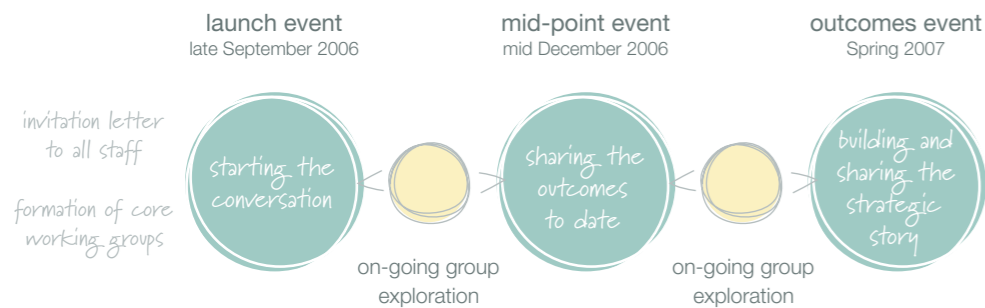 launch event
late September 2006
mid-point event
mid December 2006
outcomes event
Spring 2007
invitation letter
to all staff
formation of core
working groups
starting the
conversation
sharing the
outcomes
to date
building and
sharing the
strategic
story
on-going group
exploration
on-going group
exploration